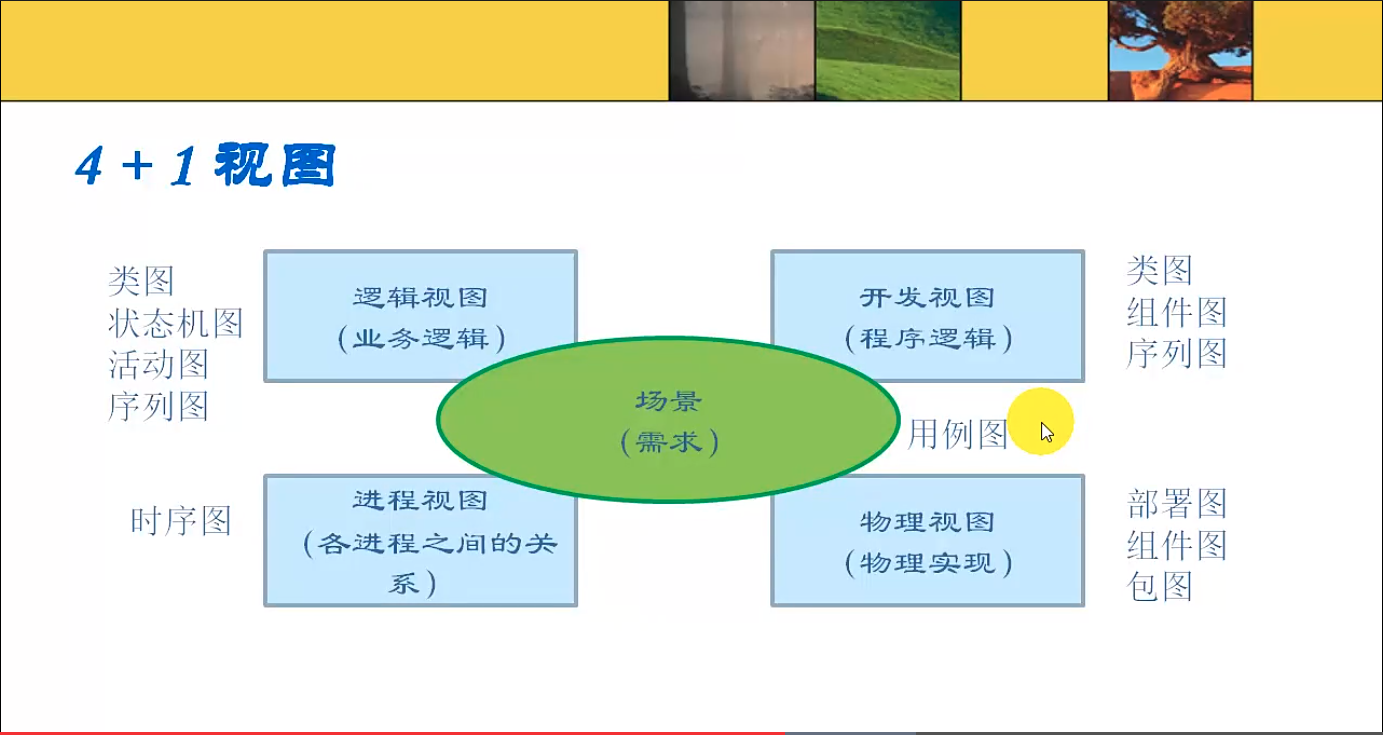 4+1视图
类图
状态机图
活动图
序列图
逻辑视图
(业务逻辑)
开发视图
(程序逻辑)
类图
组件图
序列图
场景
(需求)
用例图
时序图
进程视图
(各进程之间的关
系)
物理视图
(物理实现)
部署图
组件图
包图